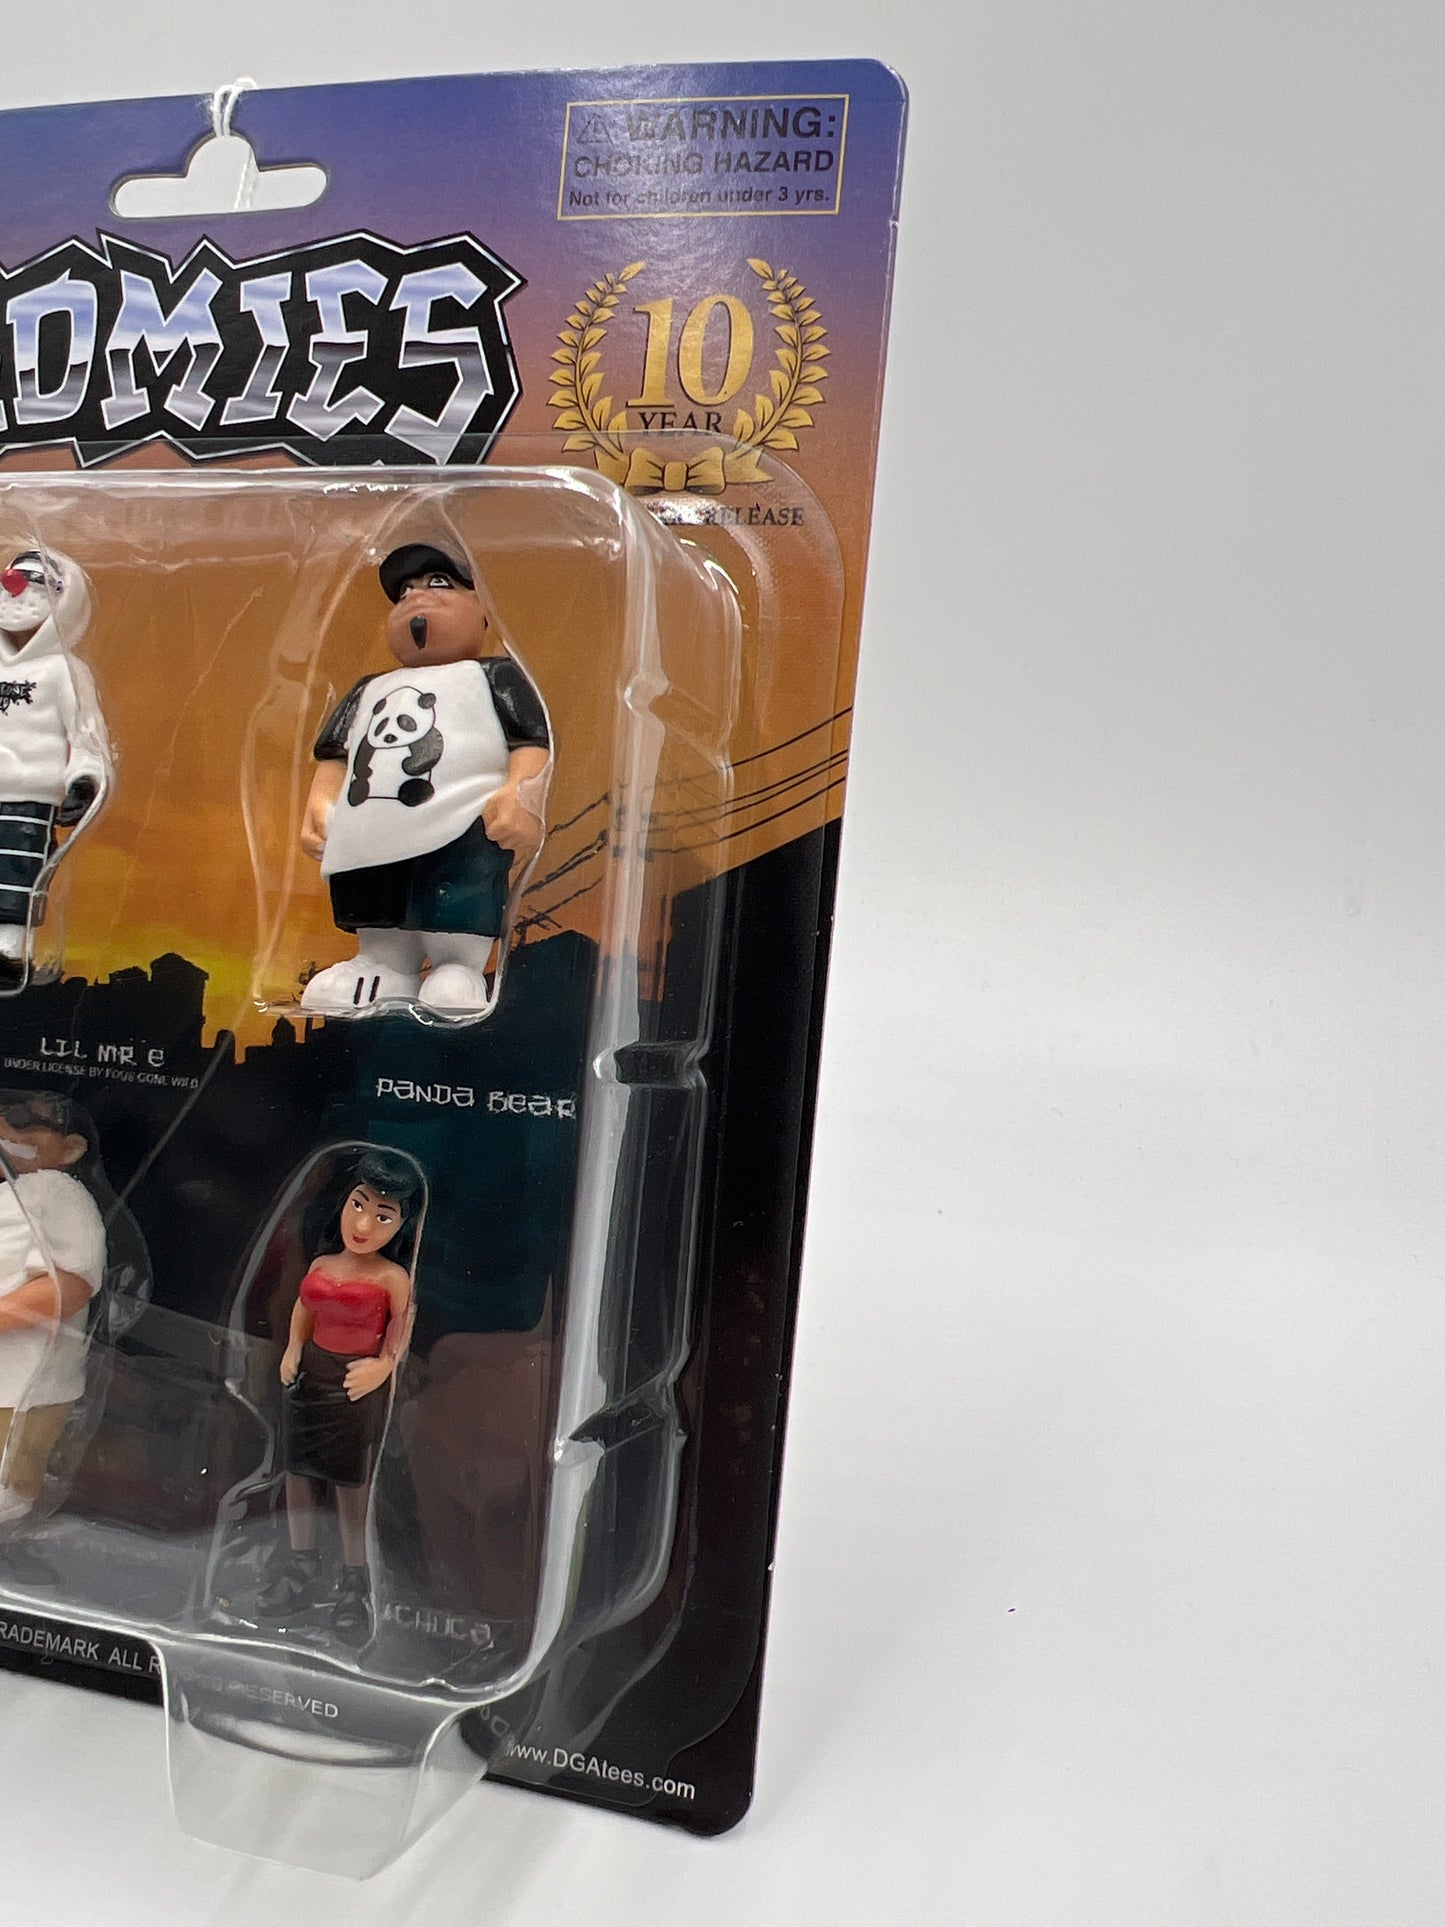 WARNING:
CHOKING HAZARD
Not for children under 3 yrs.
OMIES
10
YEAR
RELEASE
LIL MR E
UNDER LICENSE BY FOOS GONE WILD
PANDA BEAR
RADEMARK ALL R
RESERVED
www.DGAtees.com